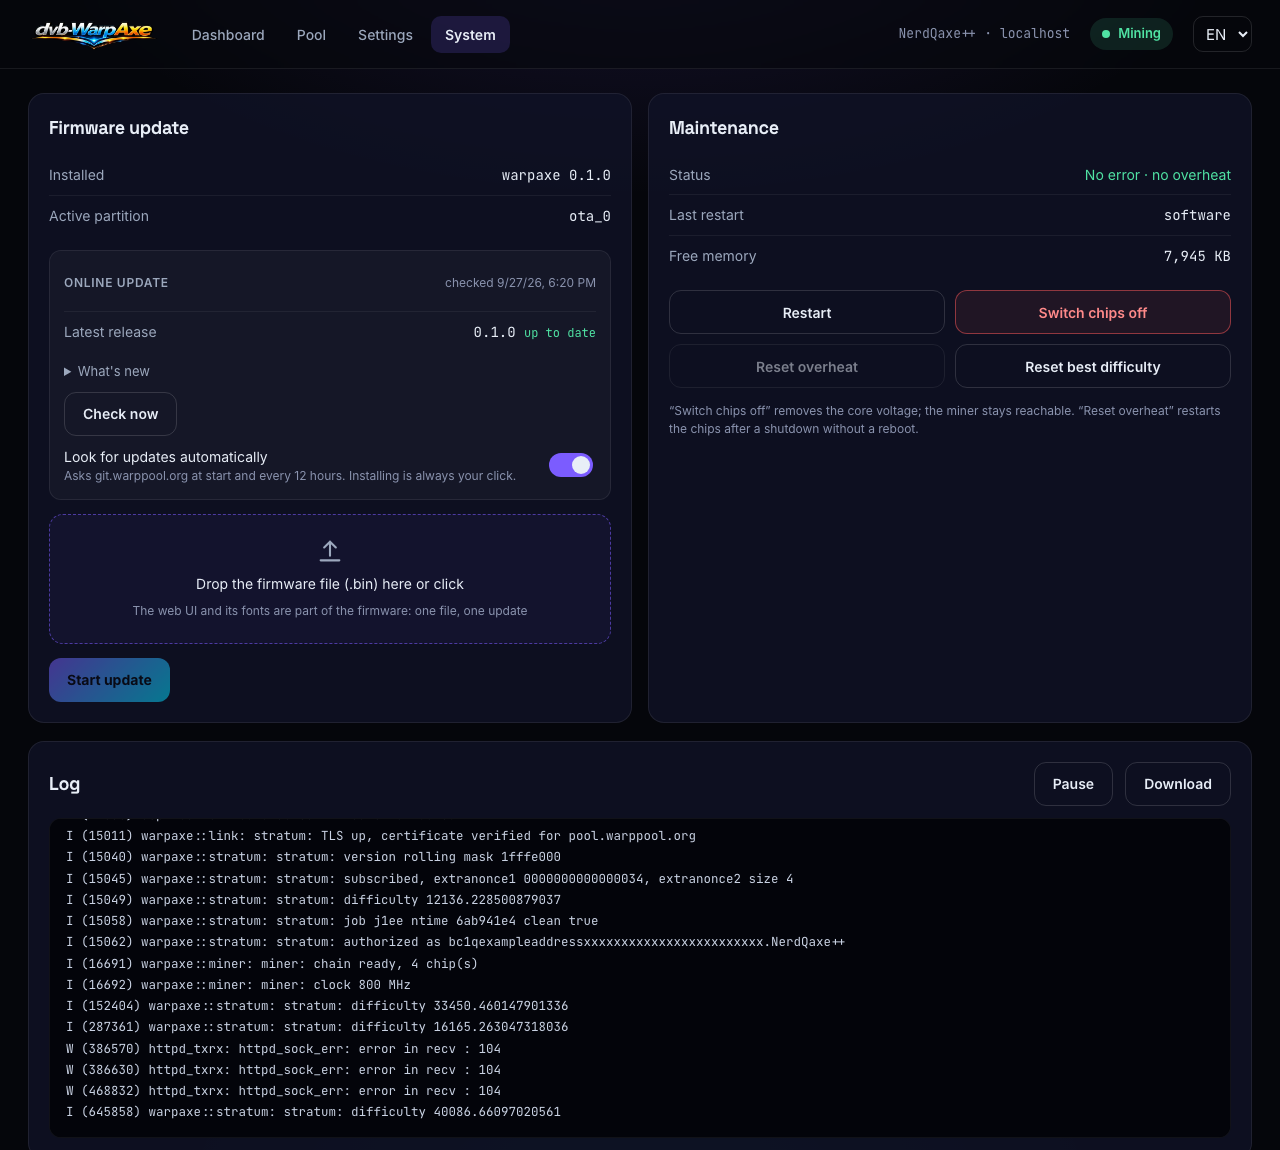 dvb-WarpAxe
Dashboard
Pool
Settings
System
NerdQaxe++ · localhost
Mining
EN
Firmware update
Installed
warpaxe 0.1.0
Active partition
ota_0
ONLINE UPDATE
checked 9/27/26, 6:20 PM
Latest release
0.1.0 up to date
What's new
Check now
Look for updates automatically
Asks git.warppool.org at start and every 12 hours. Installing is always your click.
Drop the firmware file (.bin) here or click
The web UI and its fonts are part of the firmware: one file, one update
Start update
Maintenance
Status
No error · no overheat
Last restart
software
Free memory
7,945 KB
Restart
Switch chips off
Reset overheat
Reset best difficulty
“Switch chips off” removes the core voltage; the miner stays reachable. “Reset overheat” restarts
the chips after a shutdown without a reboot.
Log
Pause
Download
I (15011) warpaxe::link: stratum: TLS up, certificate verified for pool.warppool.org
I (15040) warpaxe::stratum: stratum: version rolling mask 1fffe000
I (15045) warpaxe::stratum: stratum: subscribed, extranonce1 0000000000000034, extranonce2 size 4
I (15049) warpaxe::stratum: stratum: difficulty 12136.228500879037
I (15058) warpaxe::stratum: stratum: job j1ee ntime 6ab941e4 clean true
I (15062) warpaxe::stratum: stratum: authorized as bc1qexampleaddressxxxxxxxxxxxxxxxxxxxxxxxx.NerdQaxe++
I (16691) warpaxe::miner: miner: chain ready, 4 chip(s)
I (16692) warpaxe::miner: miner: clock 800 MHz
I (152404) warpaxe::stratum: stratum: difficulty 33450.460147901336
I (287361) warpaxe::stratum: stratum: difficulty 16165.263047318036
W (386570) httpd_txrx: httpd_sock_err: error in recv : 104
W (386630) httpd_txrx: httpd_sock_err: error in recv : 104
W (468832) httpd_txrx: httpd_sock_err: error in recv : 104
I (645858) warpaxe::stratum: stratum: difficulty 40086.66097020561